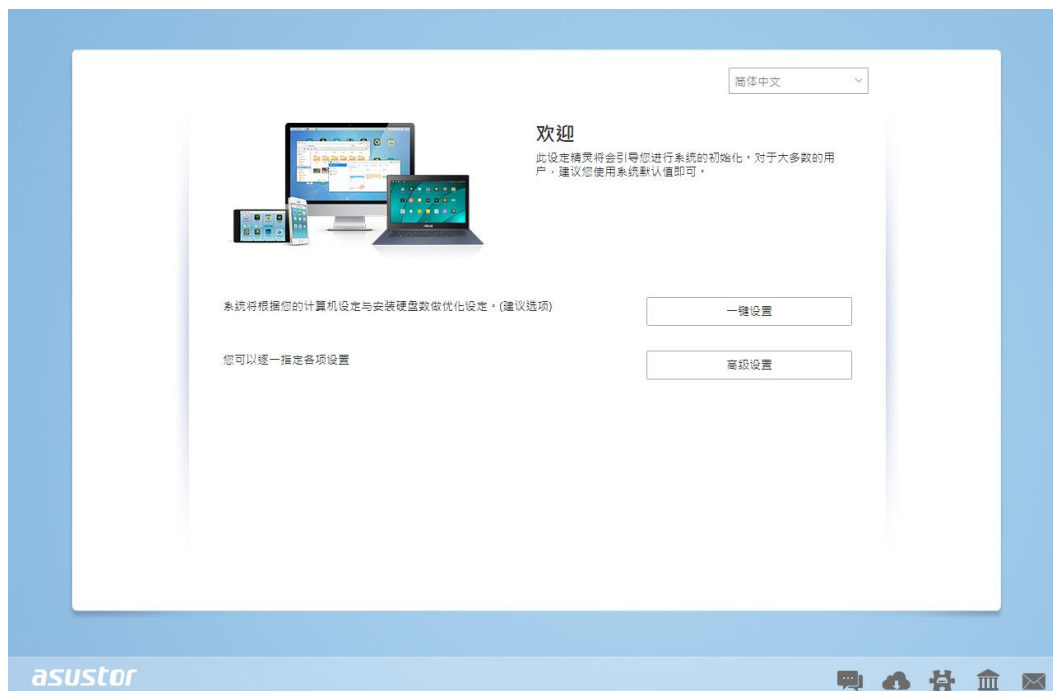 简体中文
欢迎
此设定精灵将会引导您进行系统的初始化，对于大多数的用
户，建议您使用系统默认值即可。
系统将根据您的计算机设定与安装硬盘数做优化设定。(建议选项)
一键设置
您可以逐一指定各项设置
高级设置
asustor